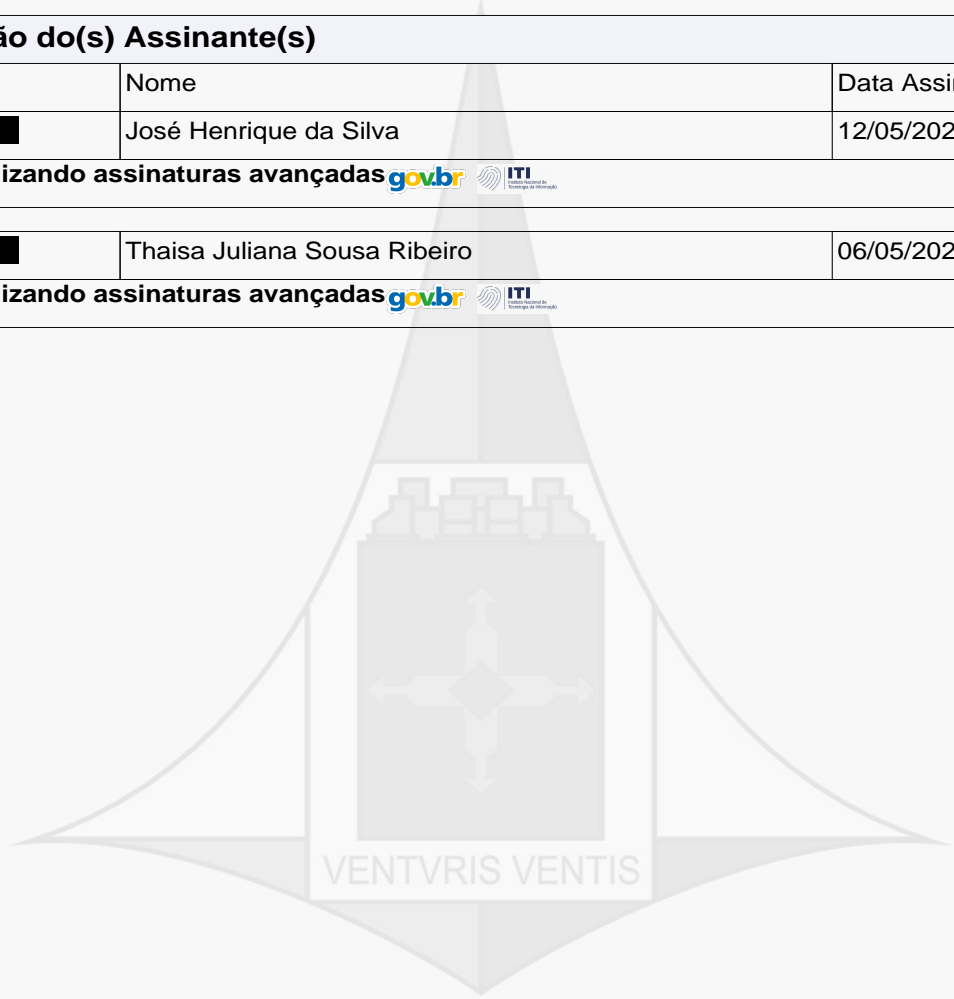 ão do(s) Assinante(s)
Nome Data Assi
José Henrique da Silva 12/05/202
izando assinaturas avançadas gov.br ITI
Thaisa Juliana Sousa Ribeiro 06/05/202
izando assinaturas avançadas gov.br ITI
VENTVRIS VENTIS